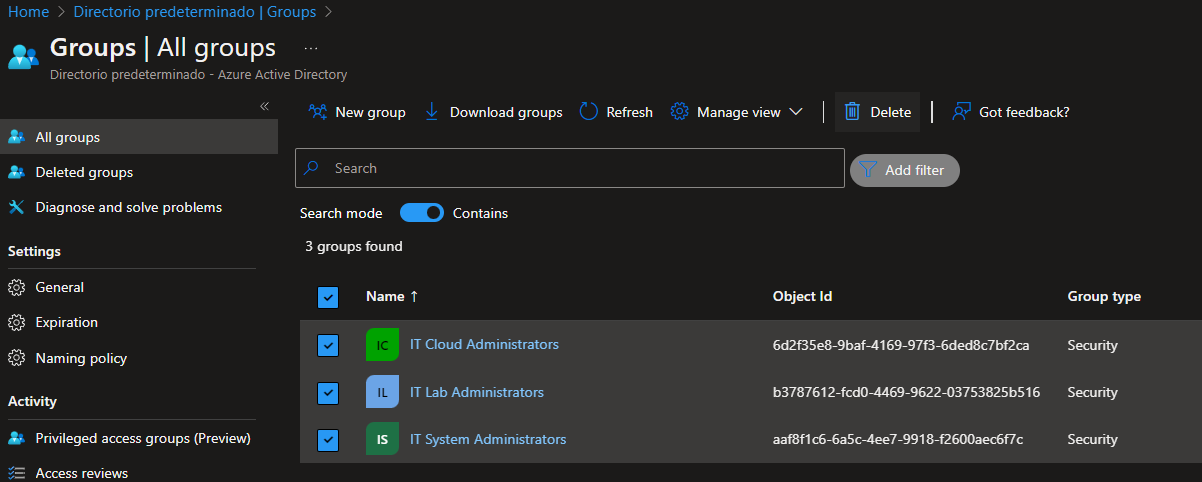 Home > Directorio predeterminado | Groups >
Groups | All groups ...
Directorio predeterminado - Azure Active Directory
«
All groups
Deleted groups
Diagnose and solve problems
Settings
General
Expiration
Naming policy
Activity
Privileged access groups (Preview)
Access reviews
New group Download groups Refresh Manage view | Delete | Got feedback?
Search Add filter
Search mode Contains
3 groups found
Name ↑ Object Id Group type
IC IT Cloud Administrators 6d2f35e8-9baf-4169-97f3-6ded8c7bf2ca Security
IL IT Lab Administrators b3787612-fcd0-4469-9622-03753825b516 Security
IS IT System Administrators aaf8f1c6-6a5c-4ee7-9918-f2600aec6f7c Security